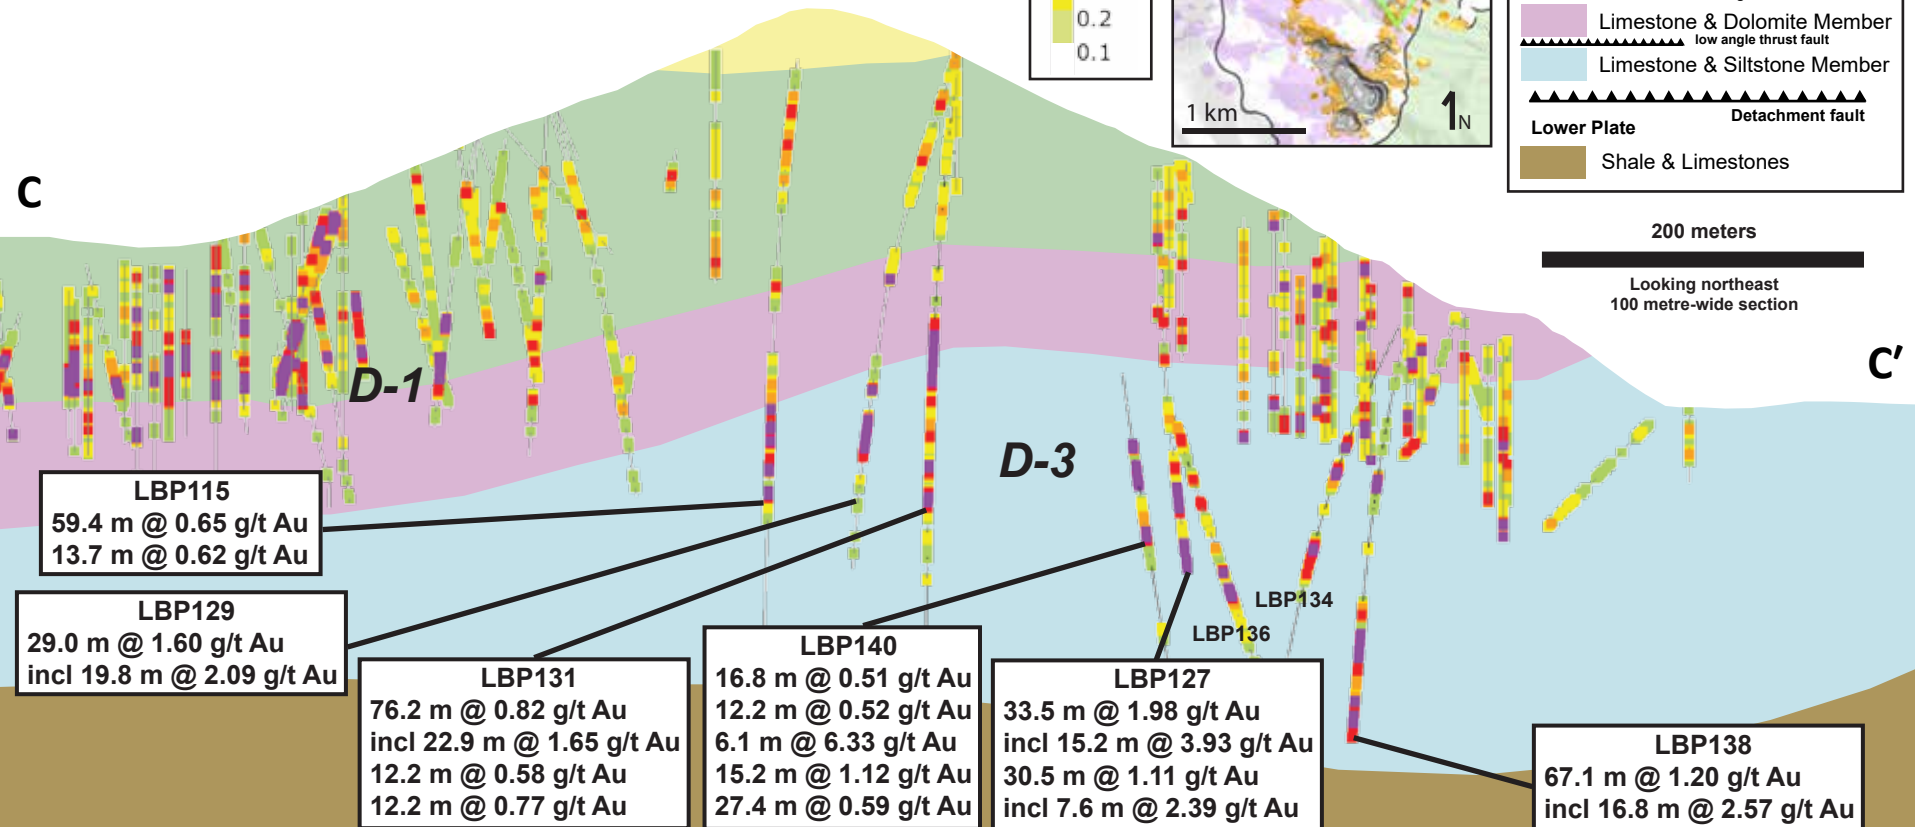 0.2
0.1
1 km
N
Limestone & Dolomite Member
low angle thrust fault
Limestone & Siltstone Member
Detachment fault
Lower Plate
Shale & Limestones
C
200 meters
Looking northeast
100 metre-wide section
C'
D-1
D-3
LBP115
59.4 m @ 0.65 g/t Au
13.7 m @ 0.62 g/t Au
LBP129
29.0 m @ 1.60 g/t Au
incl 19.8 m @ 2.09 g/t Au
LBP131
76.2 m @ 0.82 g/t Au
incl 22.9 m @ 1.65 g/t Au
12.2 m @ 0.58 g/t Au
12.2 m @ 0.77 g/t Au
LBP140
16.8 m @ 0.51 g/t Au
12.2 m @ 0.52 g/t Au
6.1 m @ 6.33 g/t Au
15.2 m @ 1.12 g/t Au
27.4 m @ 0.59 g/t Au
LBP134
LBP136
LBP127
33.5 m @ 1.98 g/t Au
incl 15.2 m @ 3.93 g/t Au
30.5 m @ 1.11 g/t Au
incl 7.6 m @ 2.39 g/t Au
LBP138
67.1 m @ 1.20 g/t Au
incl 16.8 m @ 2.57 g/t Au